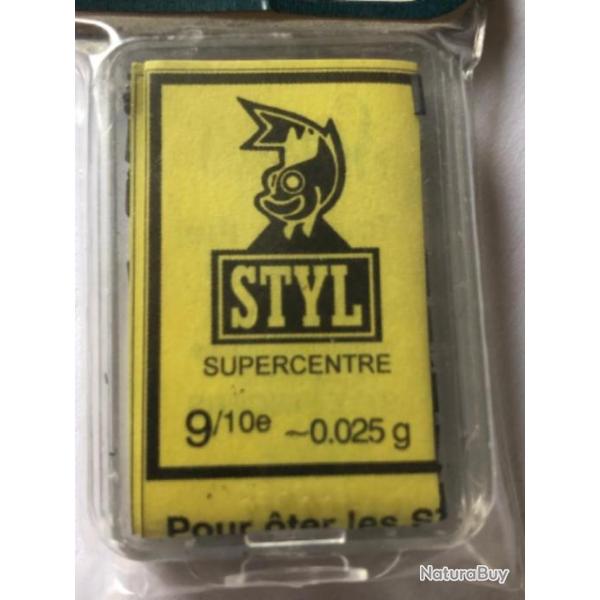 STYL
SUPERCENTRE
9/10e ~0.025 g
Pour ôter les
NaturaBuy